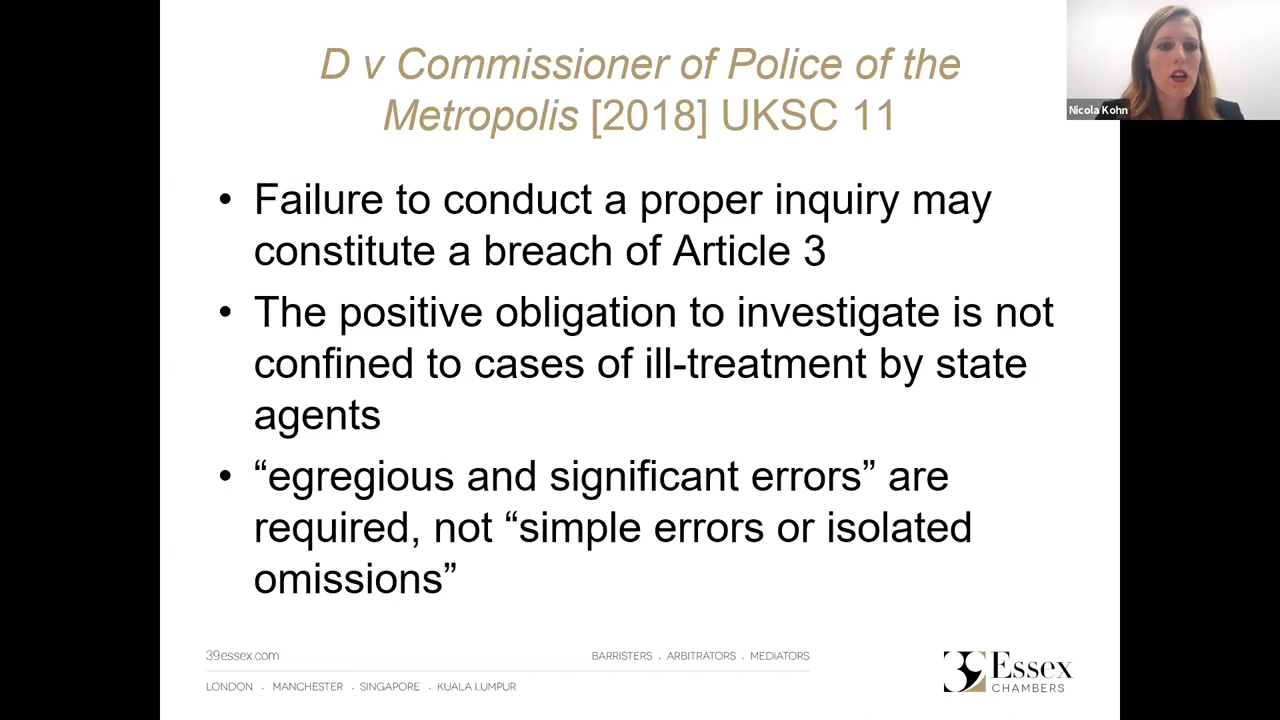 D v Commissioner of Police of the
Metropolis [2018] UKSC 11
Nicola Kohn
• Failure to conduct a proper inquiry may
constitute a breach of Article 3
• The positive obligation to investigate is not
confined to cases of ill-treatment by state
agents
• “egregious and significant errors” are
required, not “simple errors or isolated
omissions”
39essex.com
BARRISTERS . ARBITRATORS . MEDIATORS
LONDON . MANCHESTER . SINGAPORE . KUALA LUMPUR
39 Essex
CHAMBERS